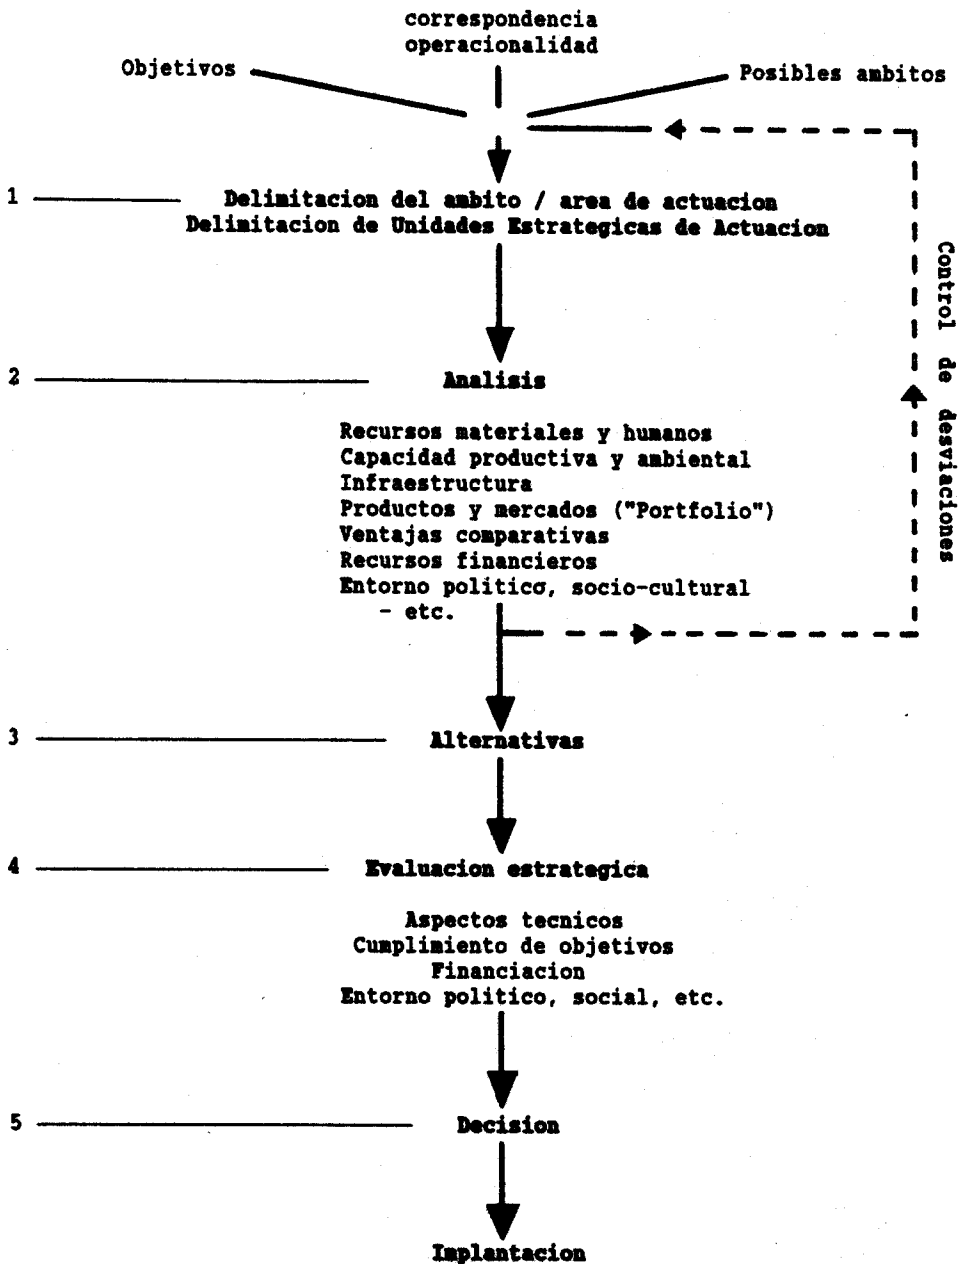 correspondencia
operacionalidad
Objetivos
Posibles ambitos
1
Delimitacion del ambito / area de actuacion
Delimitacion de Unidades Estrategicas de Actuacion
Control de desviaciones
2
Analisis
Recursos materiales y humanos
Capacidad productiva y ambiental
Infraestructura
Productos y mercados ("Portfolio")
Ventajas comparativas
Recursos financieros
Entorno politico, socio-cultural
- etc.
3
Alternativas
4
Evaluacion estrategica
Aspectos tecnicos
Cumplimiento de objetivos
Financiacion
Entorno politico, social, etc.
5
Decision
Implantacion